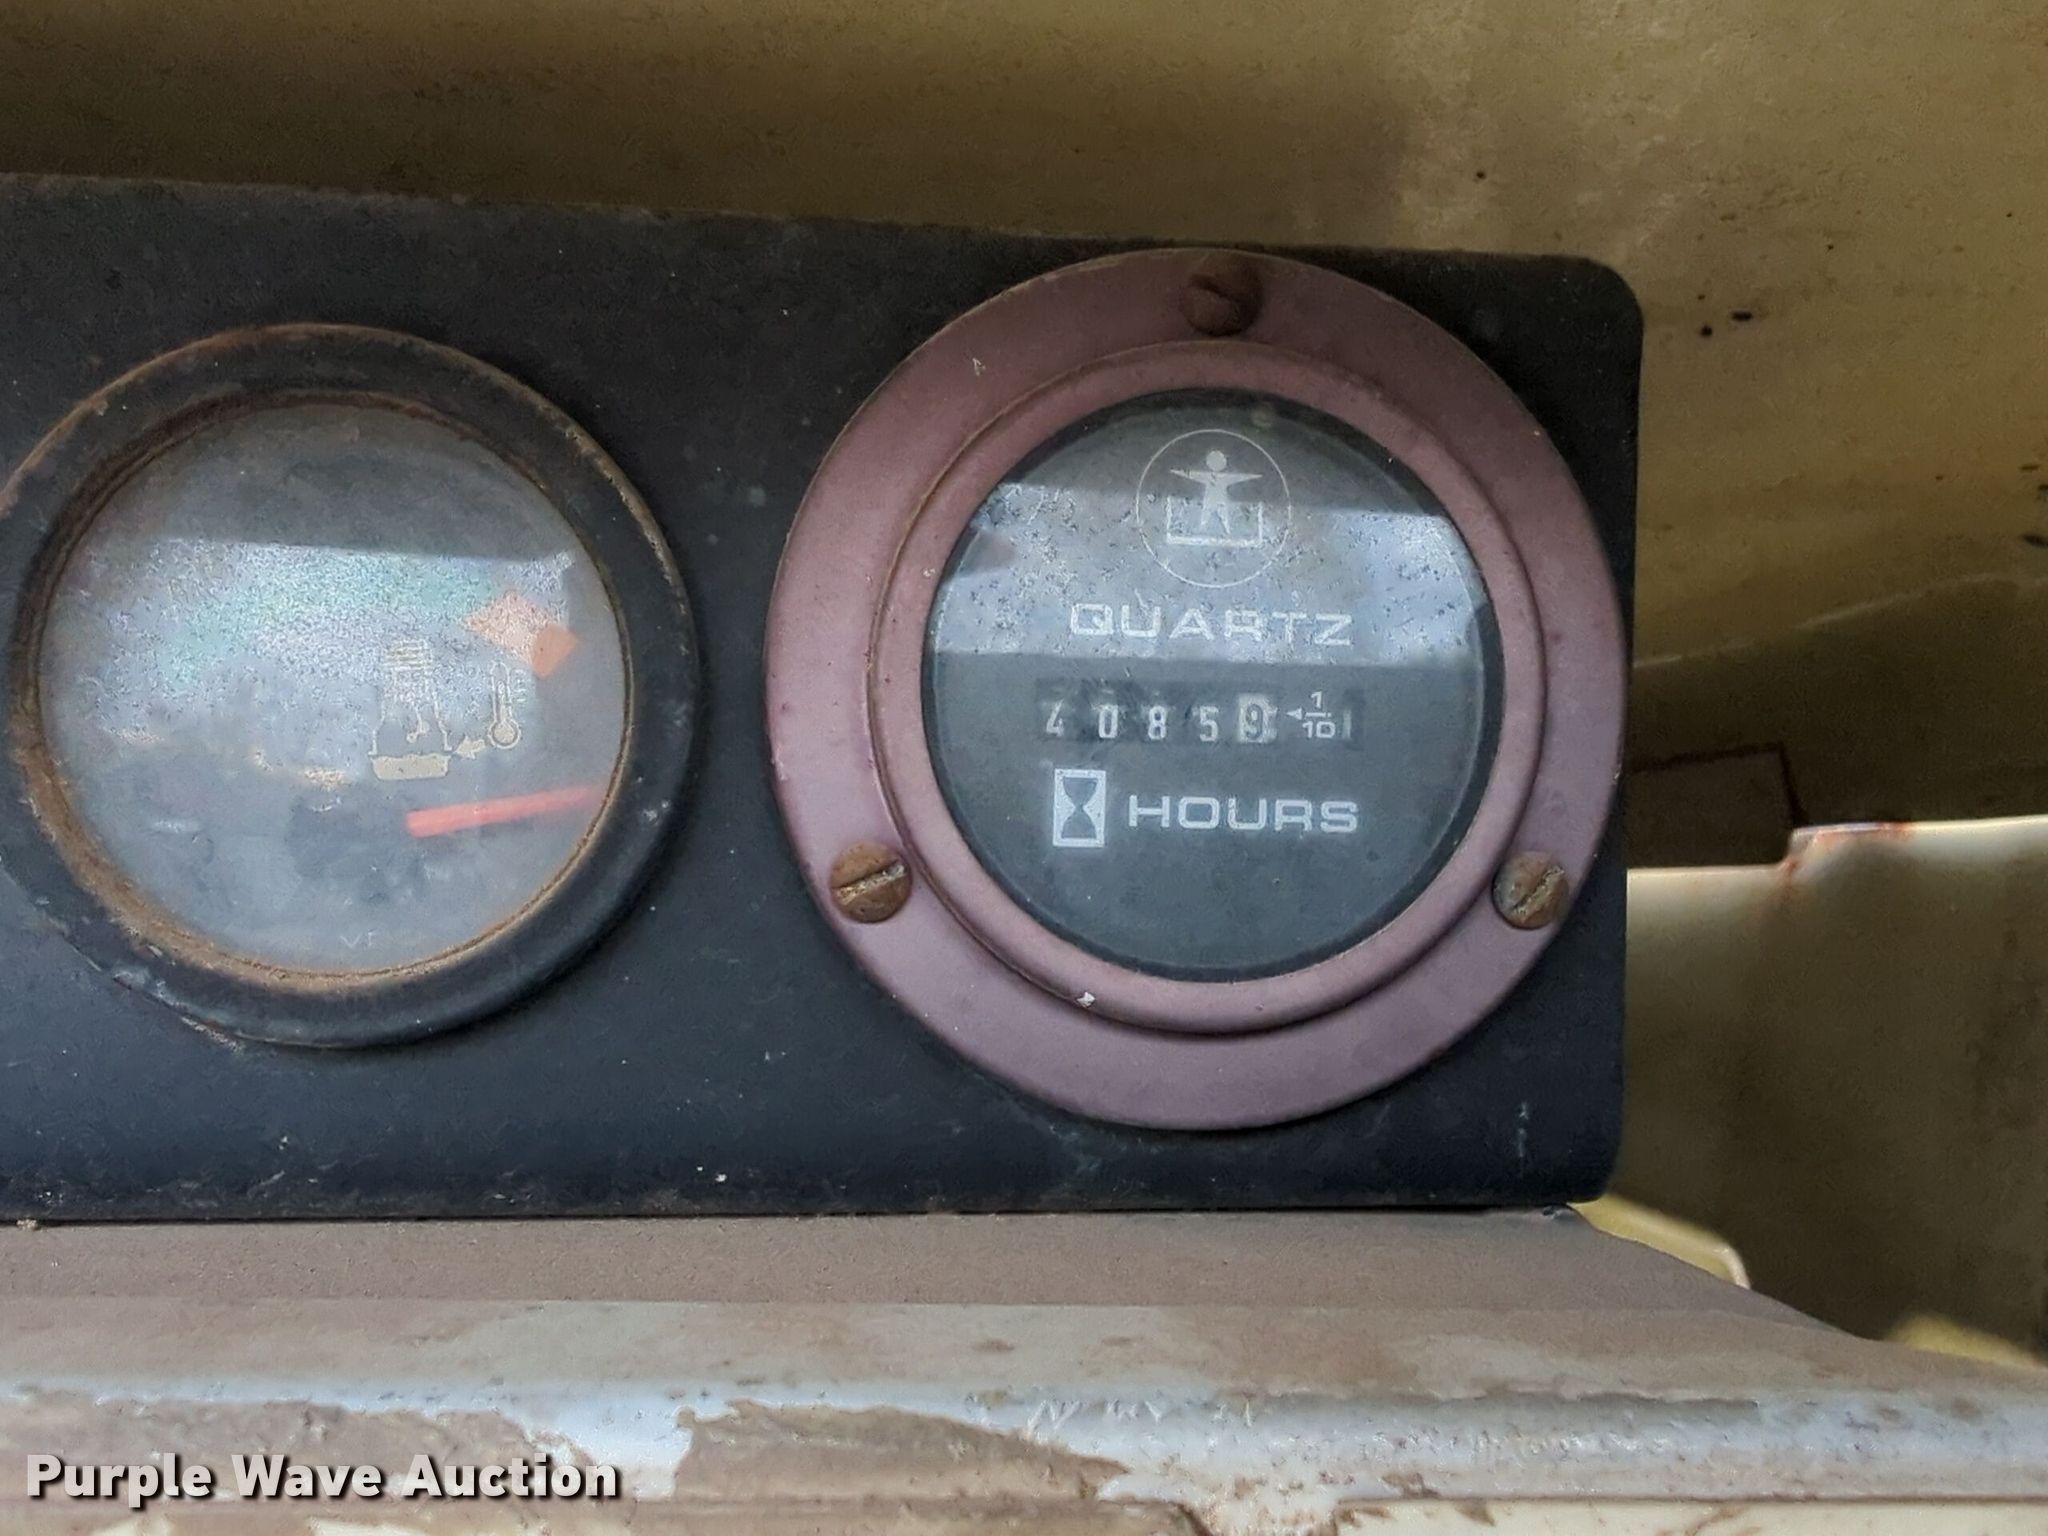 QUARTZ
40859 1/10
HOURS
Purple Wave Auction